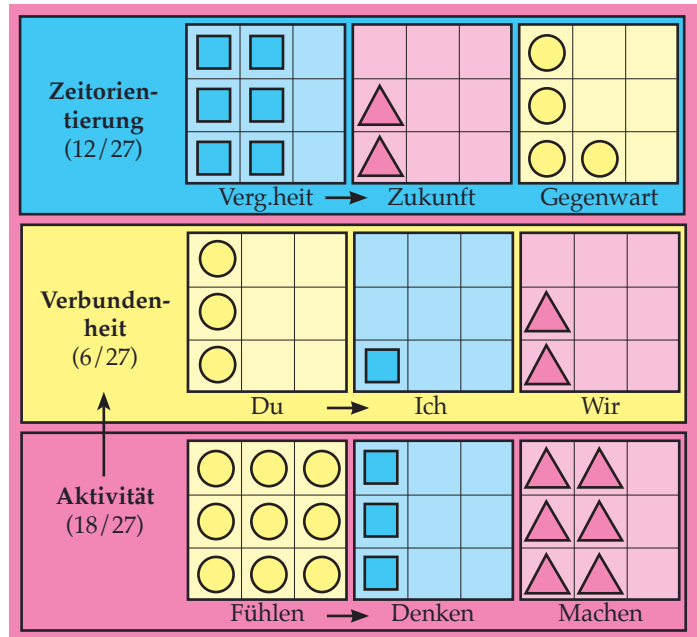 Zeitorien-
tierung
(12/27)
Verg.heit Zukunft Gegenwart
Verbunden-
heit
(6/27)
Du Ich Wir
Aktivität
(18/27)
Fühlen Denken Machen